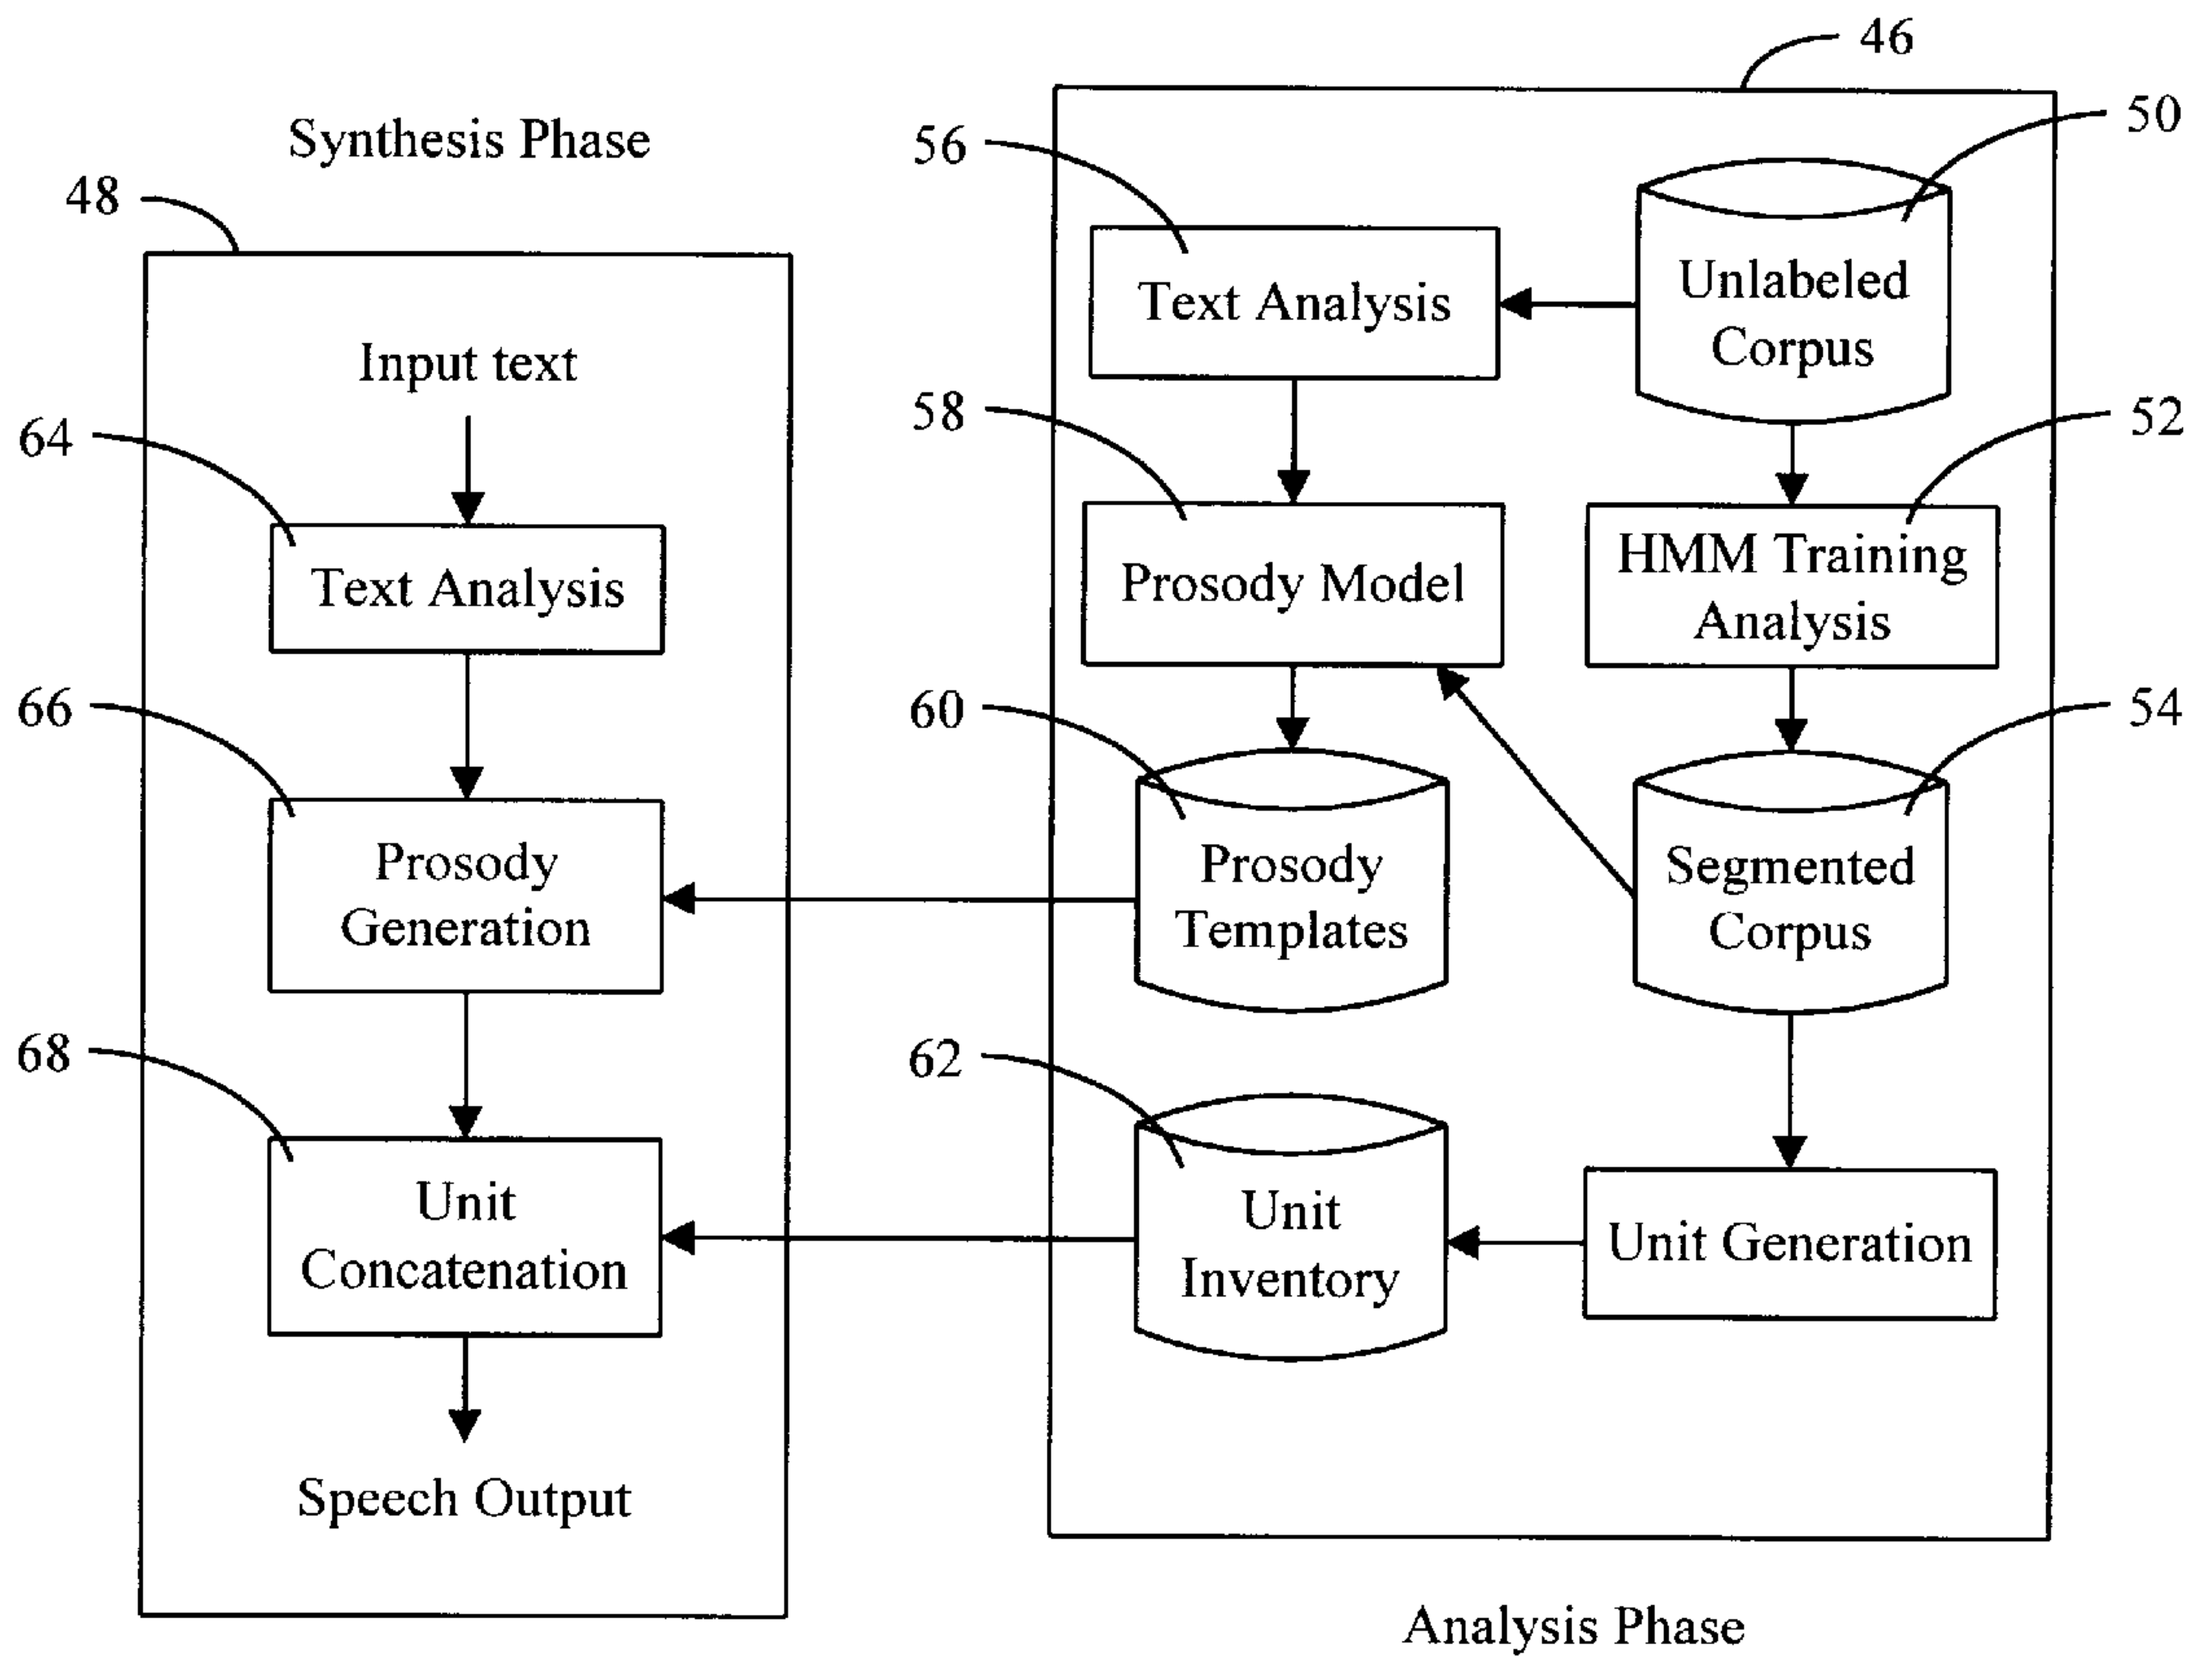 46
50
Synthesis Phase
56
48
Unlabeled
Corpus
Text Analysis
Input text
58
52
64
HMM Training
Analysis
Prosody Model
Text Analysis
66
60
54
Prosody
Generation
Prosody
Templates
Segmented
Corpus
68
62
Unit
Concatenation
Unit
Inventory
Unit Generation
Speech Output
Analysis Phase